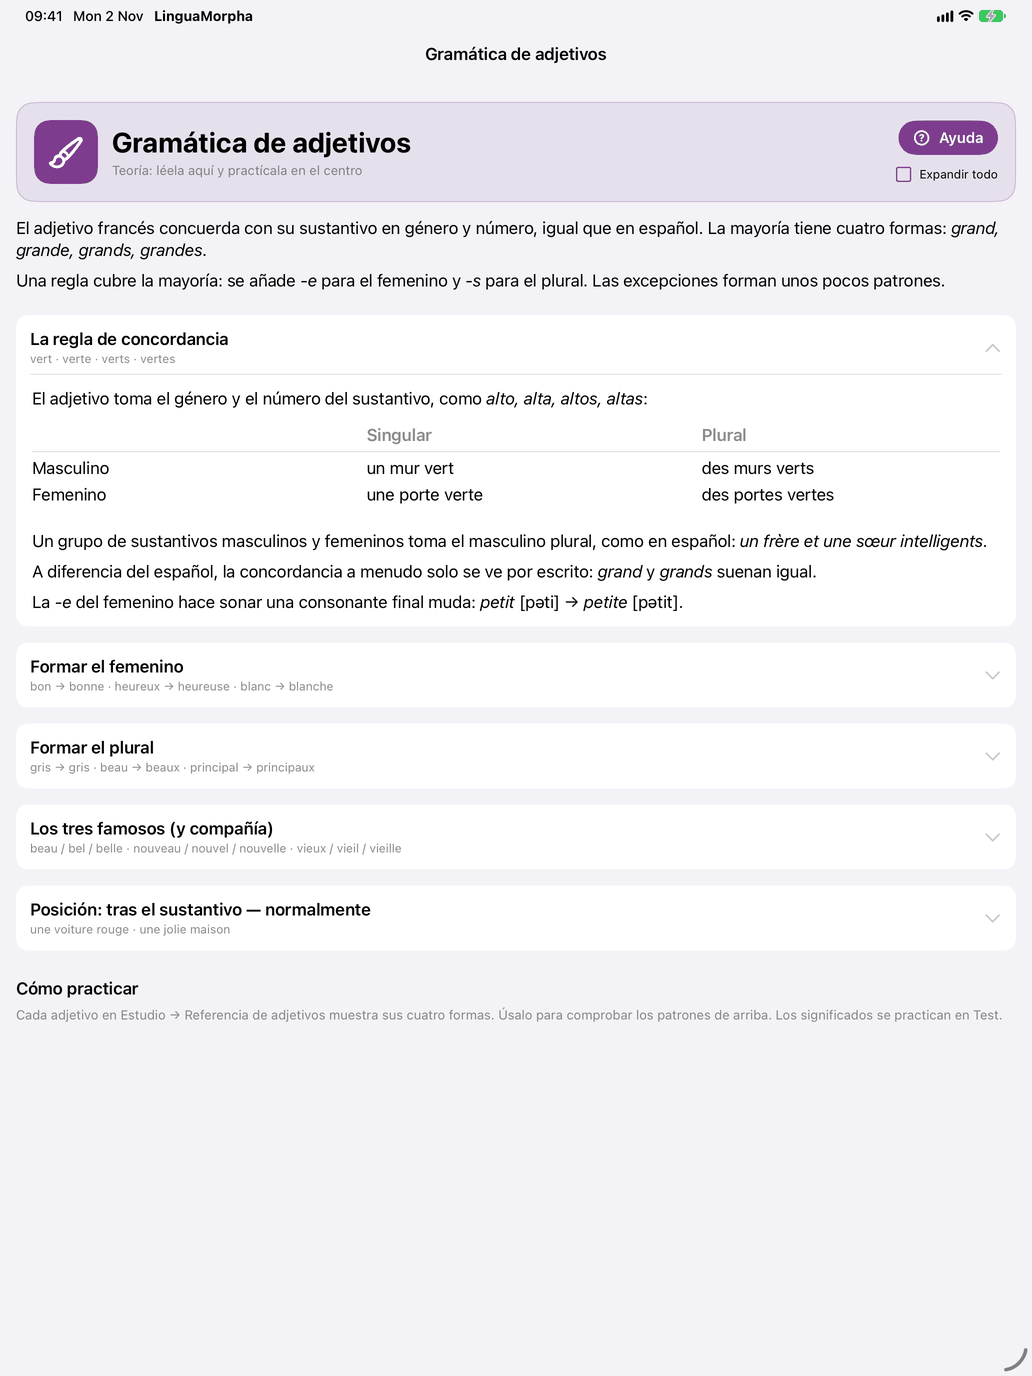 09:41 Mon 2 Nov LinguaMorpha
Gramática de adjetivos
Gramática de adjetivos
Teoría: léela aquí y practícala en el centro
Ayuda
Expandir todo
El adjetivo francés concuerda con su sustantivo en género y número, igual que en español. La mayoría tiene cuatro formas: grand,
grande, grands, grandes.
Una regla cubre la mayoría: se añade -e para el femenino y -s para el plural. Las excepciones forman unos pocos patrones.
La regla de concordancia
vert · verte · verts · vertes
El adjetivo toma el género y el número del sustantivo, como alto, alta, altos, altas:
Singular Plural
Masculino un mur vert des murs verts
Femenino une porte verte des portes vertes
Un grupo de sustantivos masculinos y femeninos toma el masculino plural, como en español: un frère et une sœur intelligents.
A diferencia del español, la concordancia a menudo solo se ve por escrito: grand y grands suenan igual.
La -e del femenino hace sonar una consonante final muda: petit [pəti] → petite [pətit].
Formar el femenino
bon → bonne · heureux → heureuse · blanc → blanche
Formar el plural
gris → gris · beau → beaux · principal → principaux
Los tres famosos (y compañía)
beau / bel / belle · nouveau / nouvel / nouvelle · vieux / vieil / vieille
Posición: tras el sustantivo — normalmente
une voiture rouge · une jolie maison
Cómo practicar
Cada adjetivo en Estudio → Referencia de adjetivos muestra sus cuatro formas. Úsalo para comprobar los patrones de arriba. Los significados se practican en Test.